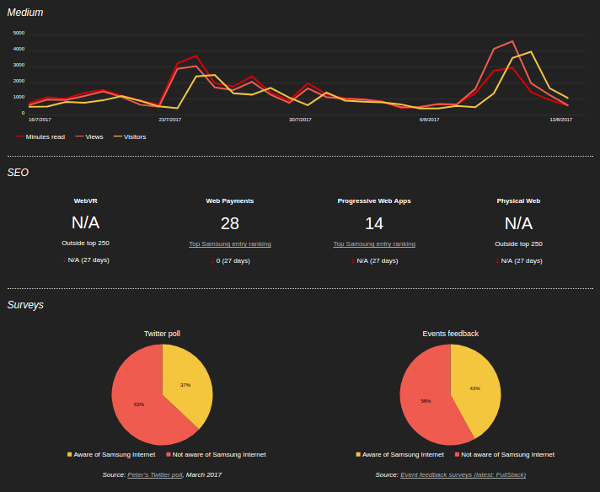 Medium
5000
4000
3000
2000
1000
0
16/7/2017 23/7/2017 30/7/2017 6/8/2017 13/8/2017
Minutes read Views Visitors
SEO
WebVR Web Payments Progressive Web Apps Physical Web
N/A 28 14 N/A
Outside top 250 Top Samsung entry ranking Top Samsung entry ranking Outside top 250
↓ N/A (27 days) ↓ 0 (27 days) ↓ N/A (27 days) ↓ N/A (27 days)
Surveys
Twitter poll Events feedback
37% 42%
63% 58%
Aware of Samsung Internet Not aware of Samsung Internet Aware of Samsung Internet Not aware of Samsung Internet
Source: Peter's Twitter poll, March 2017 Source: Event feedback surveys (latest: FullStack)